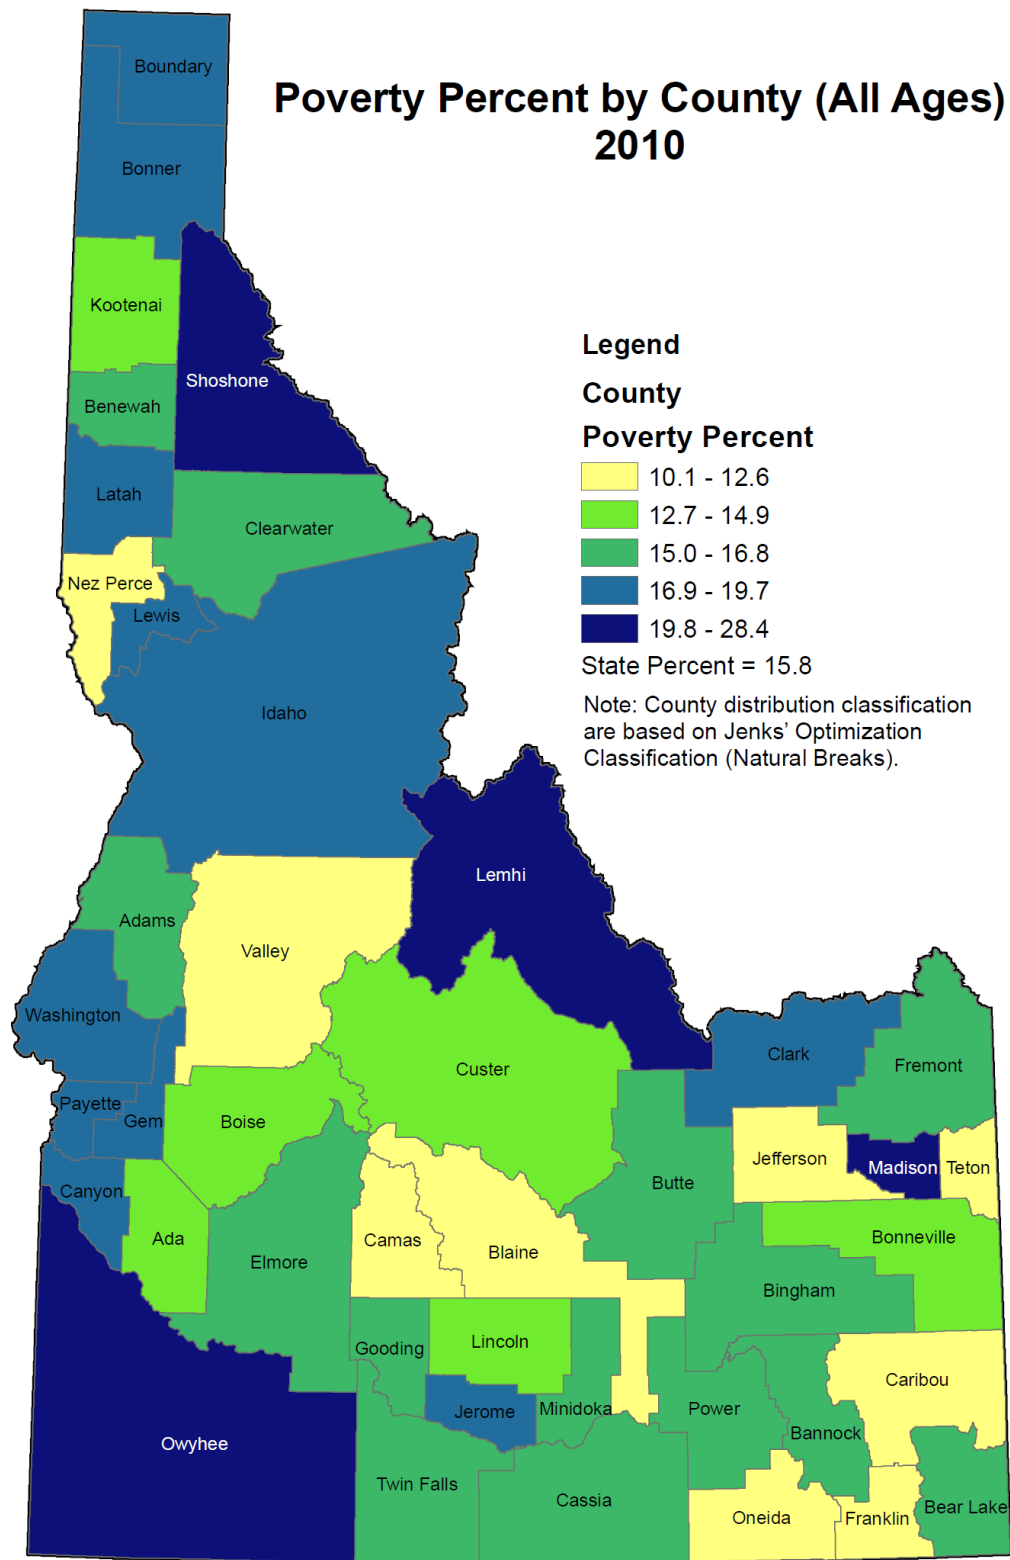 Poverty Percent by County (All Ages)
2010
Boundary
Bonner
Kootenai
Shoshone
Benewah
Latah
Clearwater
Nez Perce
Lewis
Idaho
Legend
County
Poverty Percent
10.1 - 12.6
12.7 - 14.9
15.0 - 16.8
16.9 - 19.7
19.8 - 28.4
State Percent = 15.8
Note: County distribution classification
are based on Jenks' Optimization
Classification (Natural Breaks).
Lemhi
Adams
Valley
Washington
Clark
Fremont
Custer
Payette
Gem
Boise
Jefferson
Madison
Teton
Butte
Canyon
Ada
Camas
Blaine
Bonneville
Elmore
Bingham
Gooding
Lincoln
Caribou
Jerome
Minidoka
Power
Bannock
Owyhee
Twin Falls
Cassia
Oneida
Franklin
Bear Lake